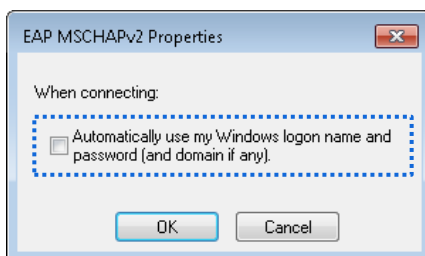 EAP MSCHAPv2 Properties
When connecting:
Automatically use my Windows logon name and
password (and domain if any).
OK Cancel